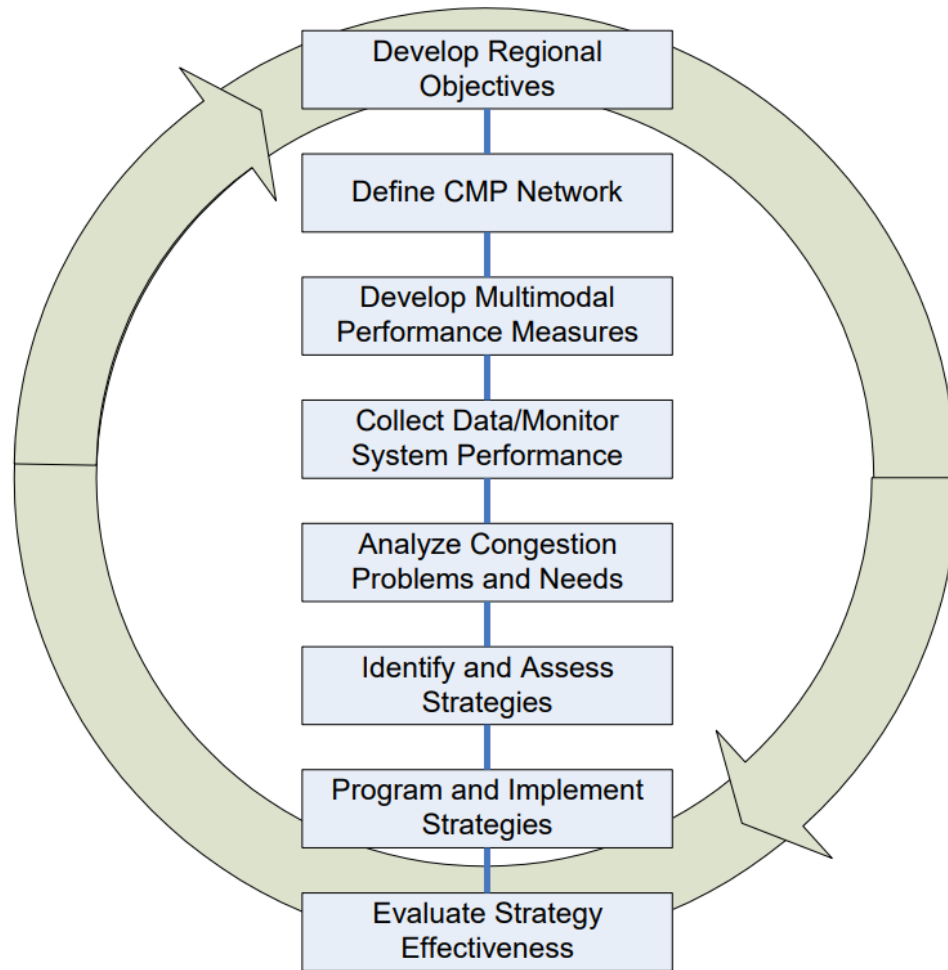 Develop Regional
Objectives
Define CMP Network
Develop Multimodal
Performance Measures
Collect Data/Monitor
System Performance
Analyze Congestion
Problems and Needs
Identify and Assess
Strategies
Program and Implement
Strategies
Evaluate Strategy
Effectiveness